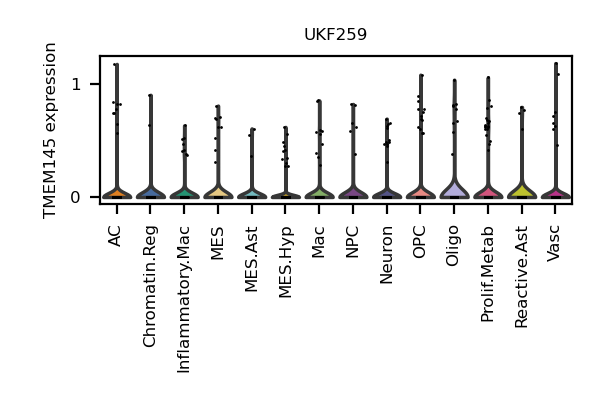 UKF259
TMEM145 expression
1
0
AC
Chromatin.Reg
Inflammatory.Mac
MES
MES.Ast
MES.Hyp
Mac
NPC
Neuron
OPC
Oligo
Prolif.Metab
Reactive.Ast
Vasc